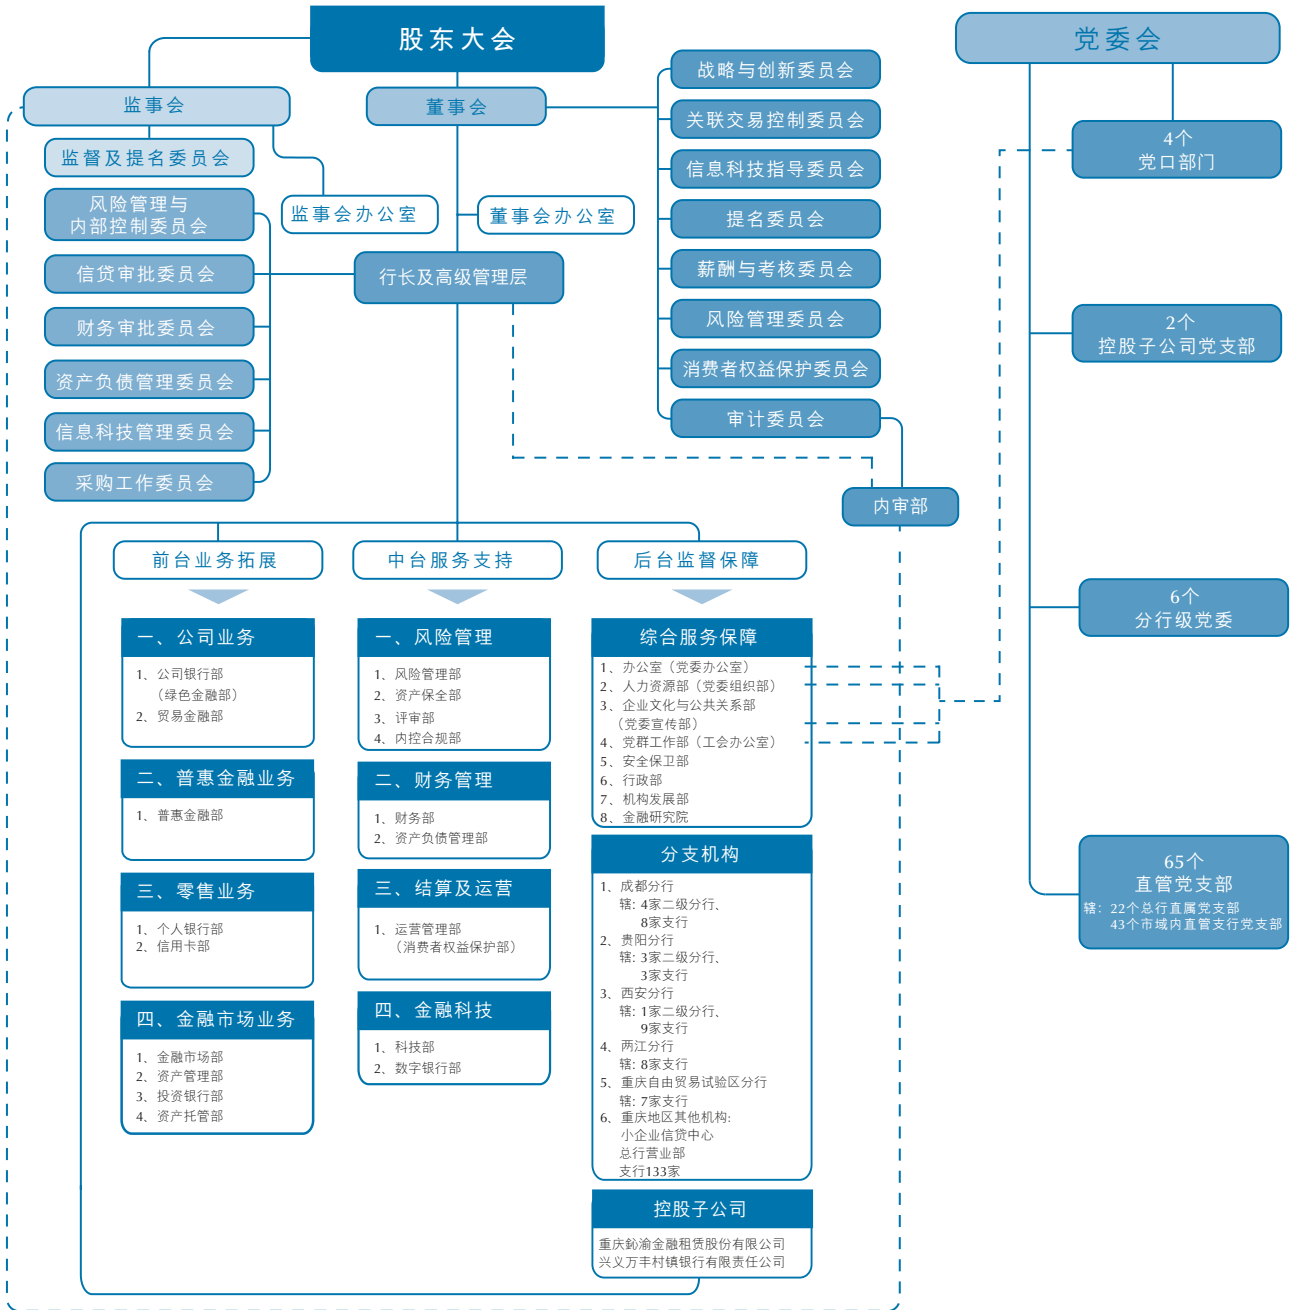 股东大会
党委会
监事会
董事会
监督及提名委员会
监事会办公室
董事会办公室
风险管理与
内部控制委员会
信贷审批委员会
财务审批委员会
资产负债管理委员会
信息科技管理委员会
采购工作委员会
行长及高级管理层
战略与创新委员会
关联交易控制委员会
信息科技指导委员会
提名委员会
薪酬与考核委员会
风险管理委员会
消费者权益保护委员会
审计委员会
内审部
4个
党口部门
2个
控股子公司党支部
6个
分行级党委
65个
直管党支部
辖：22个总行直属党支部
43个市域内直管支行党支部
前台业务拓展
一、公司业务
1、公司银行部
（绿色金融部）
2、贸易金融部
二、普惠金融业务
1、普惠金融部
三、零售业务
1、个人银行部
2、信用卡部
四、金融市场业务
1、金融市场部
2、资产管理部
3、投资银行部
4、资产托管部
中台服务支持
一、风险管理
1、风险管理部
2、资产保全部
3、评审部
4、内控合规部
二、财务管理
1、财务部
2、资产负债管理部
三、结算及运营
1、运营管理部
（消费者权益保护部）
四、金融科技
1、科技部
2、数字银行部
后台监督保障
综合服务保障
1、办公室（党委办公室）
2、人力资源部（党委组织部）
3、企业文化与公共关系部
（党委宣传部）
4、党群工作部（工会办公室）
5、安全保卫部
6、行政部
7、机构发展部
8、金融研究院
分支机构
1、成都分行
辖: 4家二级分行、
8家支行
2、贵阳分行
辖: 3家二级分行、
3家支行
3、西安分行
辖: 1家二级分行、
9家支行
4、两江分行
辖: 8家支行
5、重庆自由贸易试验区分行
辖: 7家支行
6、重庆地区其他机构:
小企业信贷中心
总行营业部
支行133家
控股子公司
重庆鈊渝金融租赁股份有限公司
兴义万丰村镇银行有限责任公司